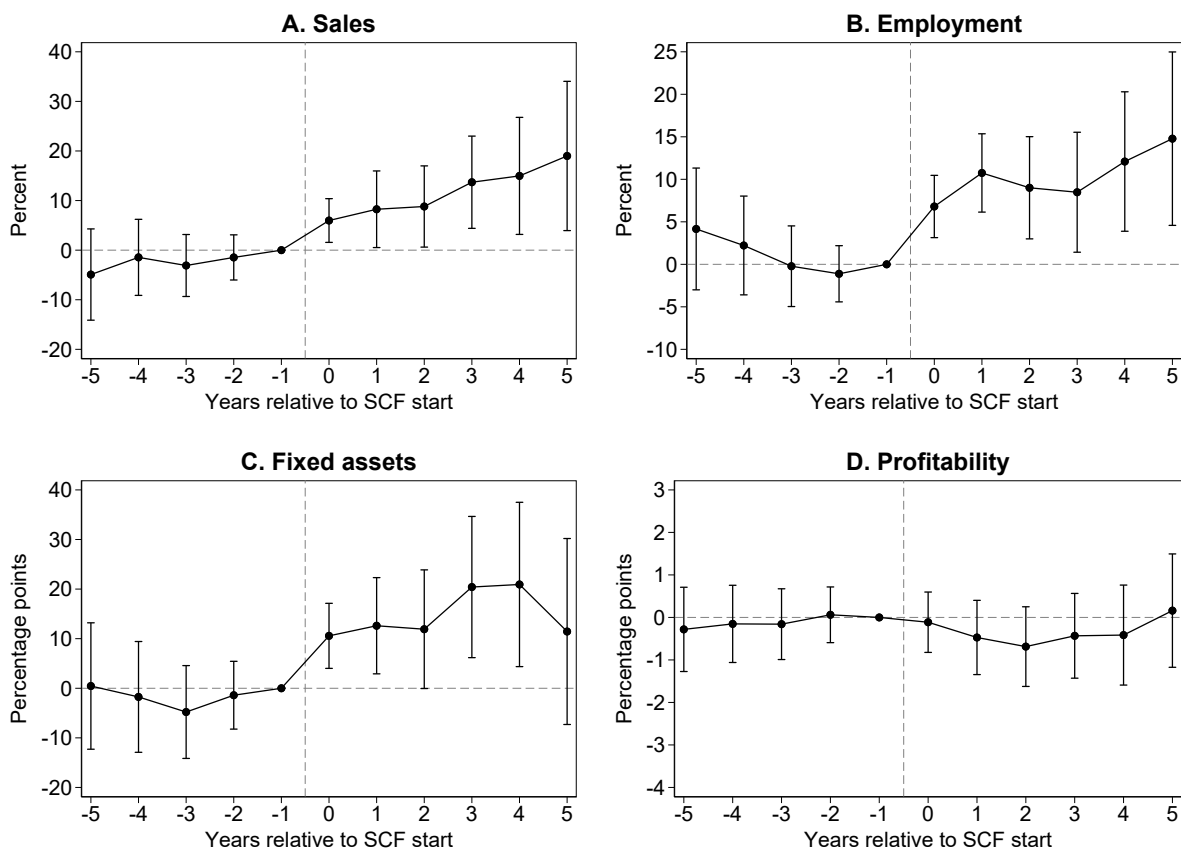 A. Sales
Percent
40
30
20
10
0
-10
-20
-5 -4 -3 -2 -1 0 1 2 3 4 5
Years relative to SCF start
B. Employment
Percent
25
20
15
10
5
0
-5
-10
-5 -4 -3 -2 -1 0 1 2 3 4 5
Years relative to SCF start
C. Fixed assets
Percentage points
40
30
20
10
0
-10
-20
-5 -4 -3 -2 -1 0 1 2 3 4 5
Years relative to SCF start
D. Profitability
Percentage points
3
2
1
0
-1
-2
-3
-4
-5 -4 -3 -2 -1 0 1 2 3 4 5
Years relative to SCF start